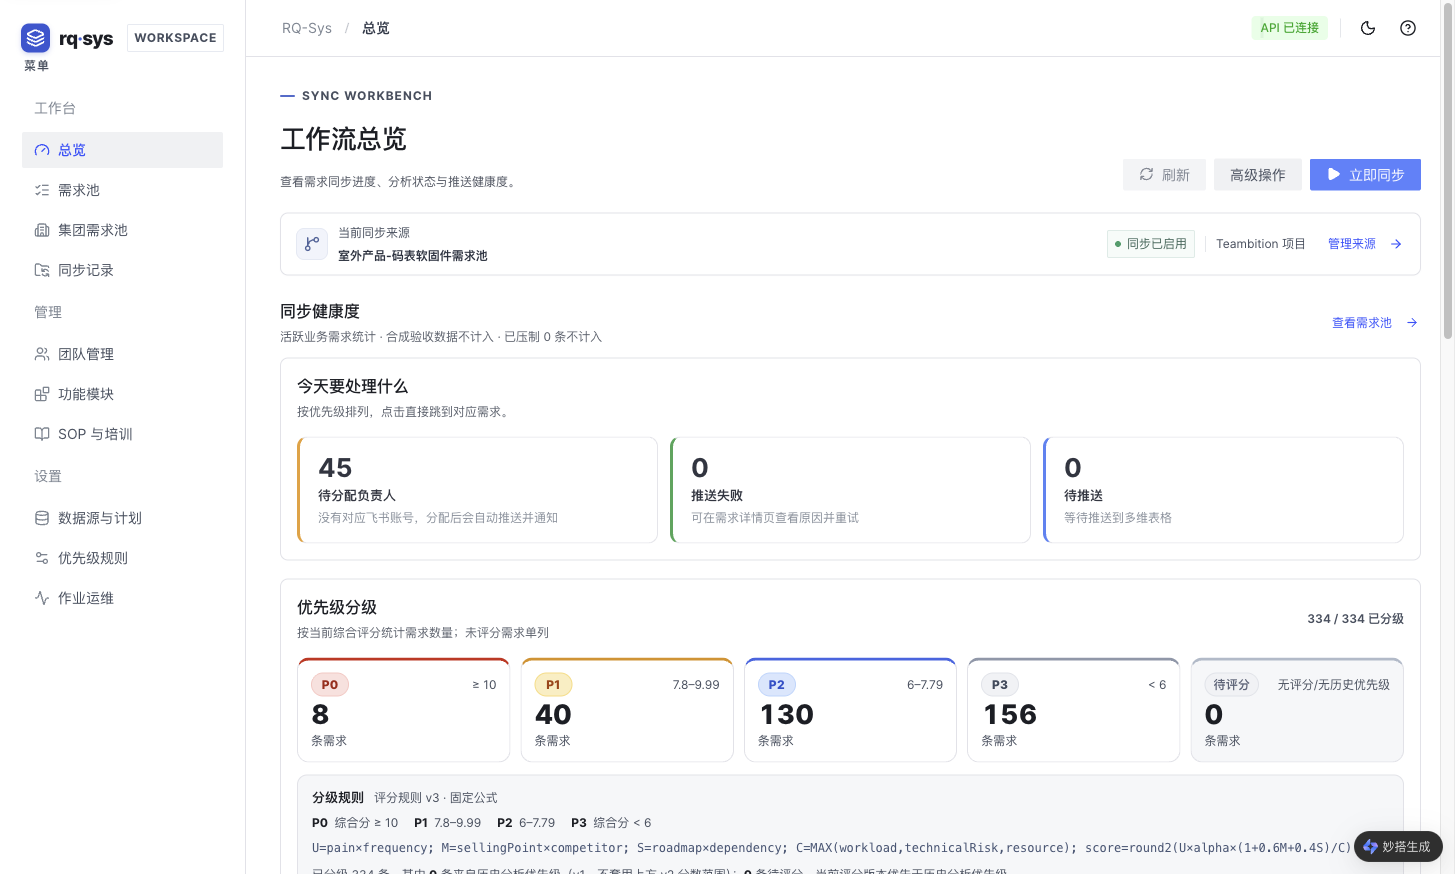 rq·sys WORKSPACE
菜单
工作台
总览
需求池
集团需求池
同步记录
管理
团队管理
功能模块
SOP 与培训
设置
数据源与计划
优先级规则
作业运维
RQ-Sys / 总览
API 已连接
SYNC WORKBENCH
工作流总览
查看需求同步进度、分析状态与推送健康度。
刷新 高级操作 立即同步
当前同步来源
室外产品-码表软固件需求池
同步已启用 Teambition 项目 管理来源
同步健康度
活跃业务需求统计 · 合成验收数据不计入 · 已压制 0 条不计入
查看需求池
今天要处理什么
按优先级排列，点击直接跳到对应需求。
45
待分配负责人
没有对应飞书账号，分配后会自动推送并通知
0
推送失败
可在需求详情页查看原因并重试
0
待推送
等待推送到多维表格
优先级分级
按当前综合评分统计需求数量；未评分需求单列
334 / 334 已分级
P0 ≥ 10
8
条需求
P1 7.8–9.99
40
条需求
P2 6–7.79
130
条需求
P3 < 6
156
条需求
待评分 无评分/无历史优先级
0
条需求
分级规则 评分规则 v3 · 固定公式
P0 综合分 ≥ 10 P1 7.8–9.99 P2 6–7.79 P3 综合分 < 6
U=pain×frequency; M=sellingPoint×competitor; S=roadmap×dependency; C=MAX(workload,technicalRisk,resource); score=round2(U×alpha×(1+0.6M+0.4S)/C)
妙搭生成